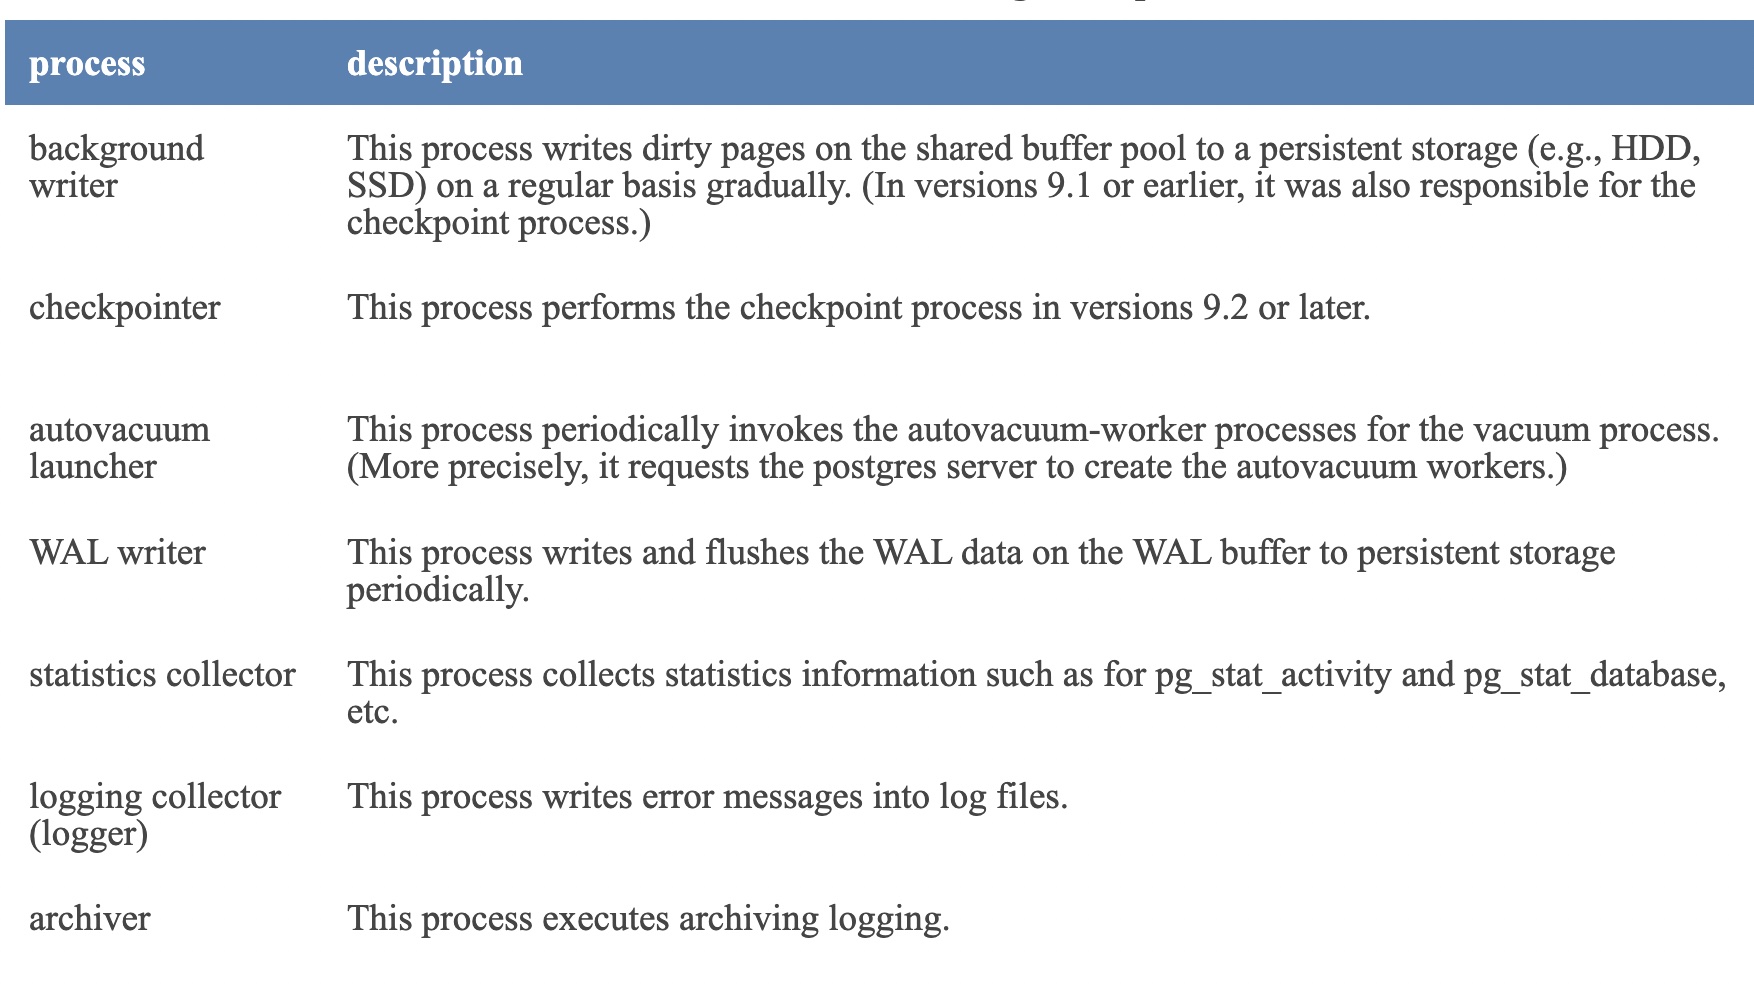 process description
background writer
This process writes dirty pages on the shared buffer pool to a persistent storage (e.g., HDD,
SSD) on a regular basis gradually. (In versions 9.1 or earlier, it was also responsible for the
checkpoint process.)
checkpointer
This process performs the checkpoint process in versions 9.2 or later.
autovacuum
launcher
This process periodically invokes the autovacuum-worker processes for the vacuum process.
(More precisely, it requests the postgres server to create the autovacuum workers.)
WAL writer
This process writes and flushes the WAL data on the WAL buffer to persistent storage
periodically.
statistics collector
This process collects statistics information such as for pg_stat_activity and pg_stat_database,
etc.
logging collector
(logger)
This process writes error messages into log files.
archiver
This process executes archiving logging.